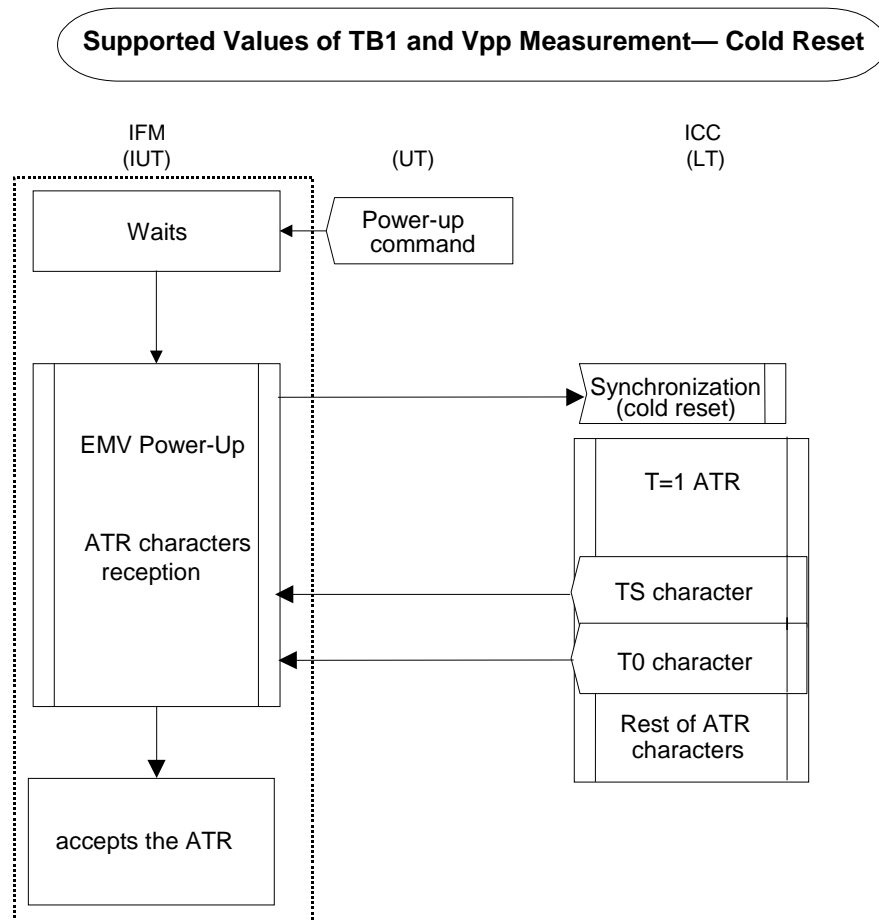 Supported Values of TB1 and Vpp Measurement— Cold Reset
IFM
(IUT)
(UT)
ICC
(LT)
Waits
Power-up
command
Synchronization
(cold reset)
EMV Power-Up
T=1 ATR
ATR characters
reception
TS character
T0 character
Rest of ATR
characters
accepts the ATR